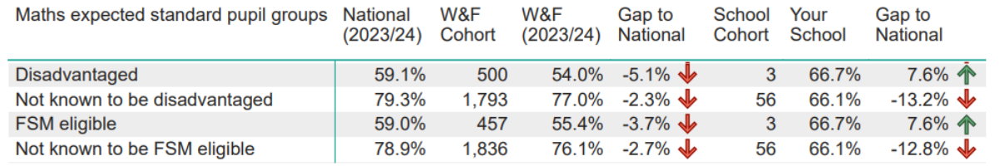 Maths expected standard pupil groups National W&F W&F Gap to School Your Gap to
(2023/24) Cohort (2023/24) National Cohort School National
Disadvantaged 59.1% 500 54.0% -5.1% 3 66.7% 7.6%
Not known to be disadvantaged 79.3% 1,793 77.0% -2.3% 56 66.1% -13.2%
FSM eligible 59.0% 457 55.4% -3.7% 3 66.7% 7.6%
Not known to be FSM eligible 78.9% 1,836 76.1% -2.7% 56 66.1% -12.8%